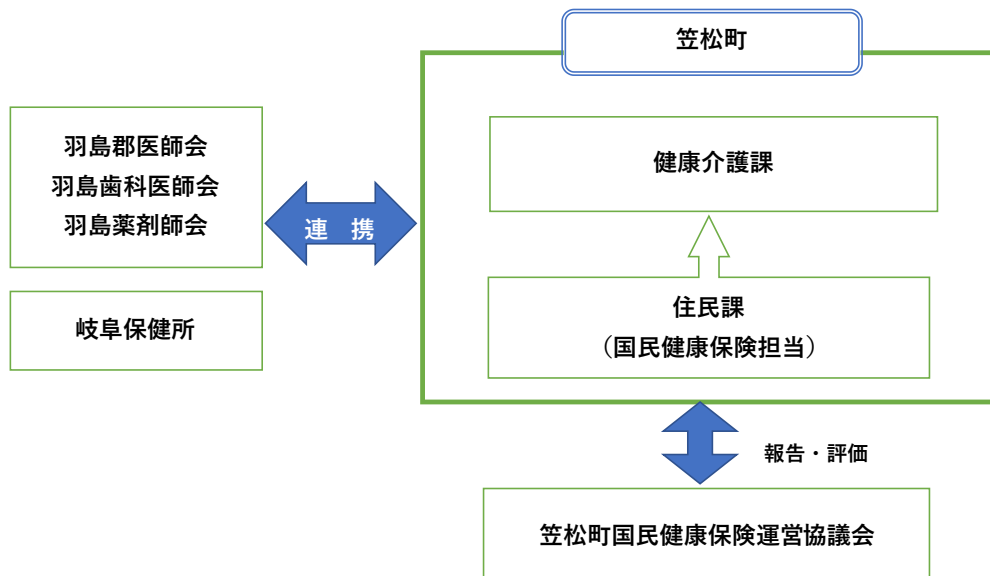 笠松町
羽島郡医師会
羽島歯科医師会
羽島薬剤師会
連　携
岐阜保健所
健康介護課
住民課
（国民健康保険担当）
報告・評価
笠松町国民健康保険運営協議会